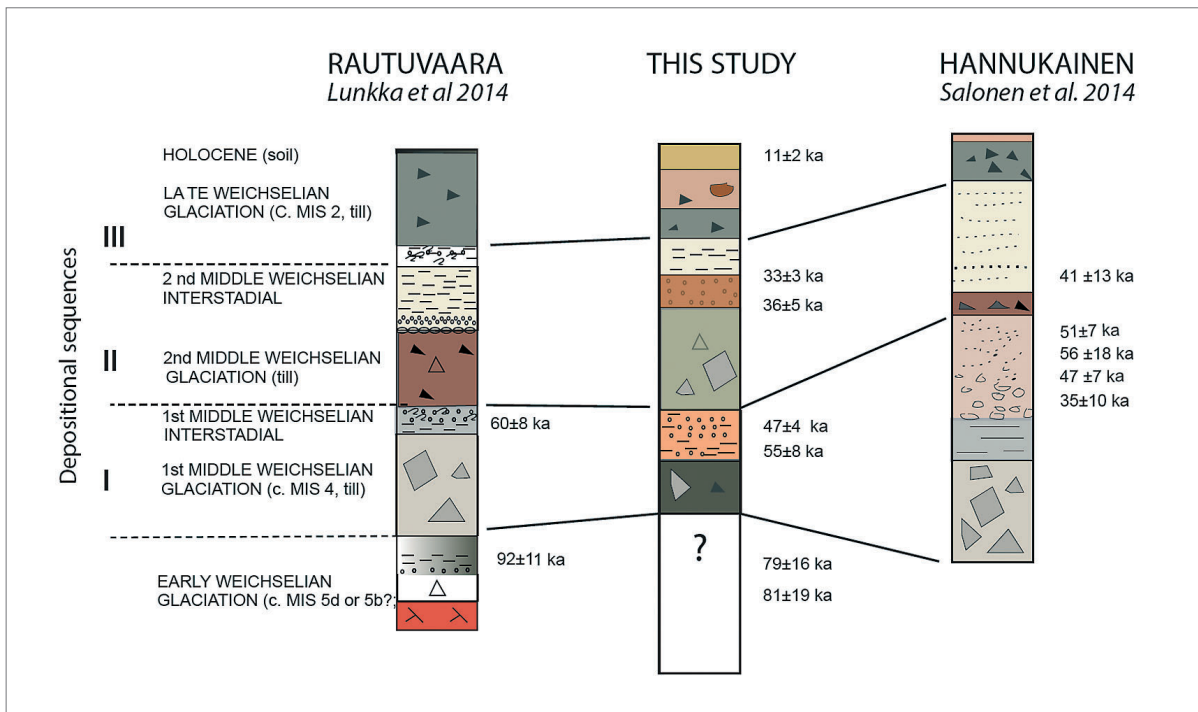 RAUTUVAARA
Lunkka et al 2014
THIS STUDY
HANNUKAINEN
Salonen et al. 2014
Depositional sequences
III
II
I
HOLOCENE (soil)
LATE WEICHSELIAN
GLACIATION (C. MIS 2, till)
2 nd MIDDLE WEICHSELIAN
INTERSTADIAL
2nd MIDDLE WEICHSELIAN
GLACIATION (till)
1st MIDDLE WEICHSELIAN
INTERSTADIAL
1st MIDDLE WEICHSELIAN
GLACIATION (c. MIS 4, till)
EARLY WEICHSELIAN
GLACIATION (c. MIS 5d or 5b?;
60±8 ka
92±11 ka
11±2 ka
33±3 ka
36±5 ka
47±4 ka
55±8 ka
?
79±16 ka
81±19 ka
41 ±13 ka
51±7 ka
56 ±18 ka
47 ±7 ka
35±10 ka